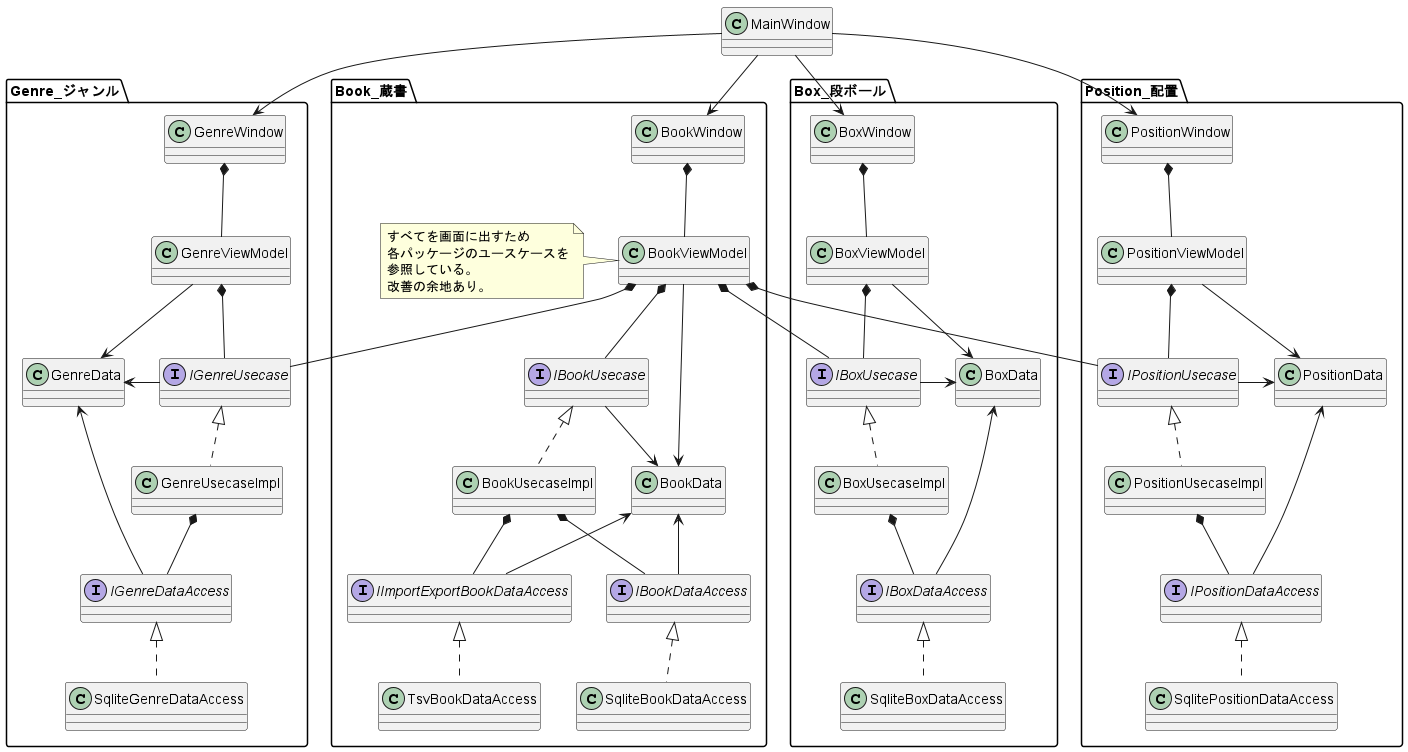 C MainWindow
Genre_ジャンル
Book_蔵書
Box_段ボール
Position_配置
C GenreWindow
C BookWindow
C BoxWindow
C PositionWindow
すべてを画面に出すため
各パッケージのユースケースを
参照している。
改善の余地あり。
C GenreViewModel
C BookViewModel
C BoxViewModel
C PositionViewModel
C GenreData
I IGenreUsecase
I IBookUsecase
I IBoxUsecase
C BoxData
I IPositionUsecase
C PositionData
C GenreUsecaseImpl
C BookUsecaseImpl
C BookData
C BoxUsecaseImpl
C PositionUsecaseImpl
I IGenreDataAccess
I IImportExportBookDataAccess
I IBookDataAccess
I IBoxDataAccess
I IPositionDataAccess
C SqliteGenreDataAccess
C TsvBookDataAccess
C SqliteBookDataAccess
C SqliteBoxDataAccess
C SqlitePositionDataAccess